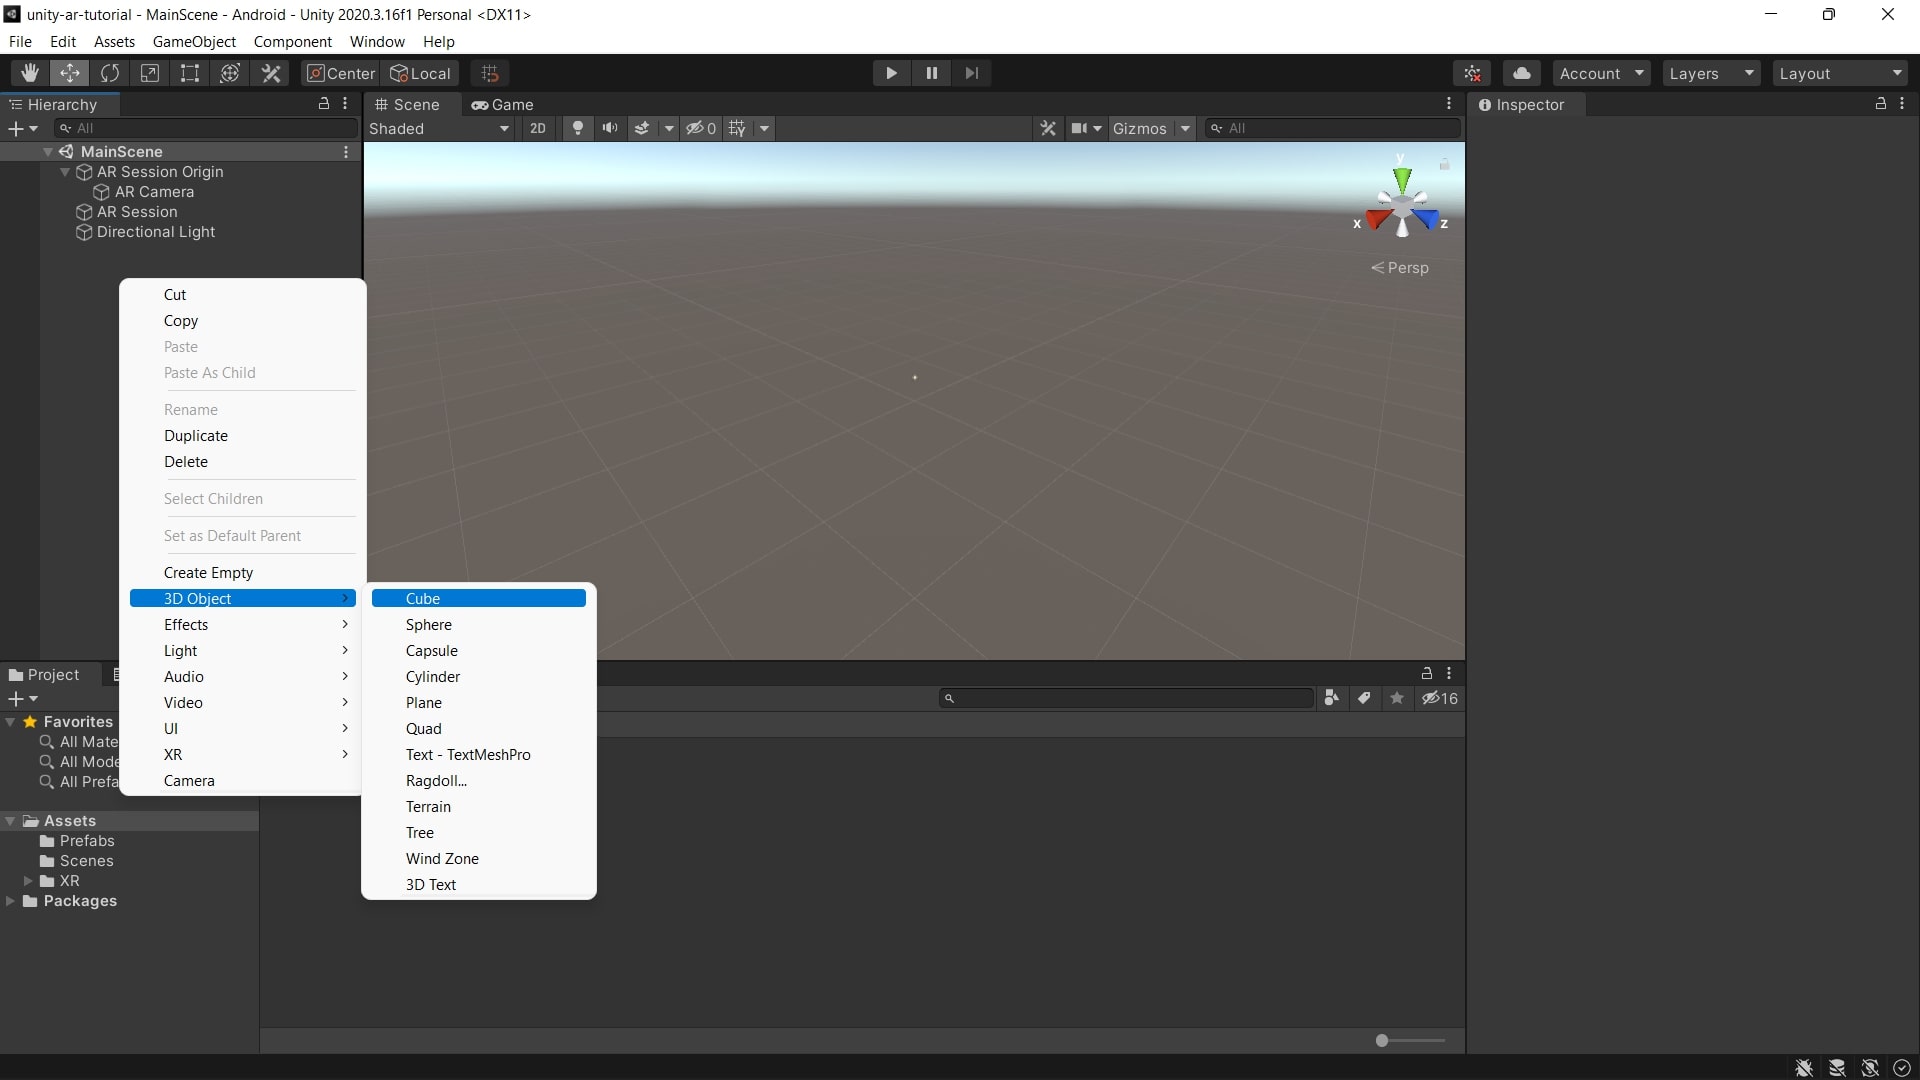 unity-ar-tutorial - MainScene - Android - Unity 2020.3.16f1 Personal <DX11>
File Edit Assets GameObject Component Window Help
Center Local Account Layers Layout
Hierarchy Scene Game Inspector
All Shaded 2D 0 Gizmos All
MainScene
AR Session Origin
AR Camera
AR Session
Directional Light
y
x z
Persp
Cut
Copy
Paste
Paste As Child
Rename
Duplicate
Delete
Select Children
Set as Default Parent
Create Empty
3D Object
Effects
Light
Audio
Video
UI
XR
Camera
Cube
Sphere
Capsule
Cylinder
Plane
Quad
Text - TextMeshPro
Ragdoll...
Terrain
Tree
Wind Zone
3D Text
Project
16
Favorites
All Mate
All Mode
All Prefa
Assets
Prefabs
Scenes
XR
Packages